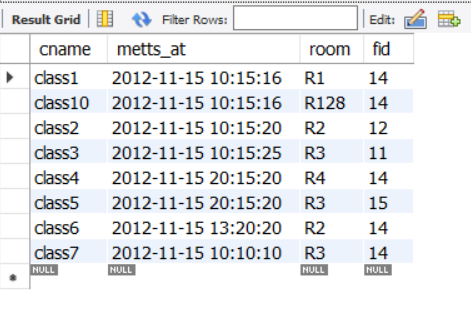 Result Grid Filter Rows: Edit:
cname metts_at room fid
class1 2012-11-15 10:15:16 R1 14
class10 2012-11-15 10:15:16 R128 14
class2 2012-11-15 10:15:20 R2 12
class3 2012-11-15 10:15:25 R3 11
class4 2012-11-15 20:15:20 R4 14
class5 2012-11-15 20:15:20 R3 15
class6 2012-11-15 13:20:20 R2 14
class7 2012-11-15 10:10:10 R3 14
NULL NULL NULL NULL